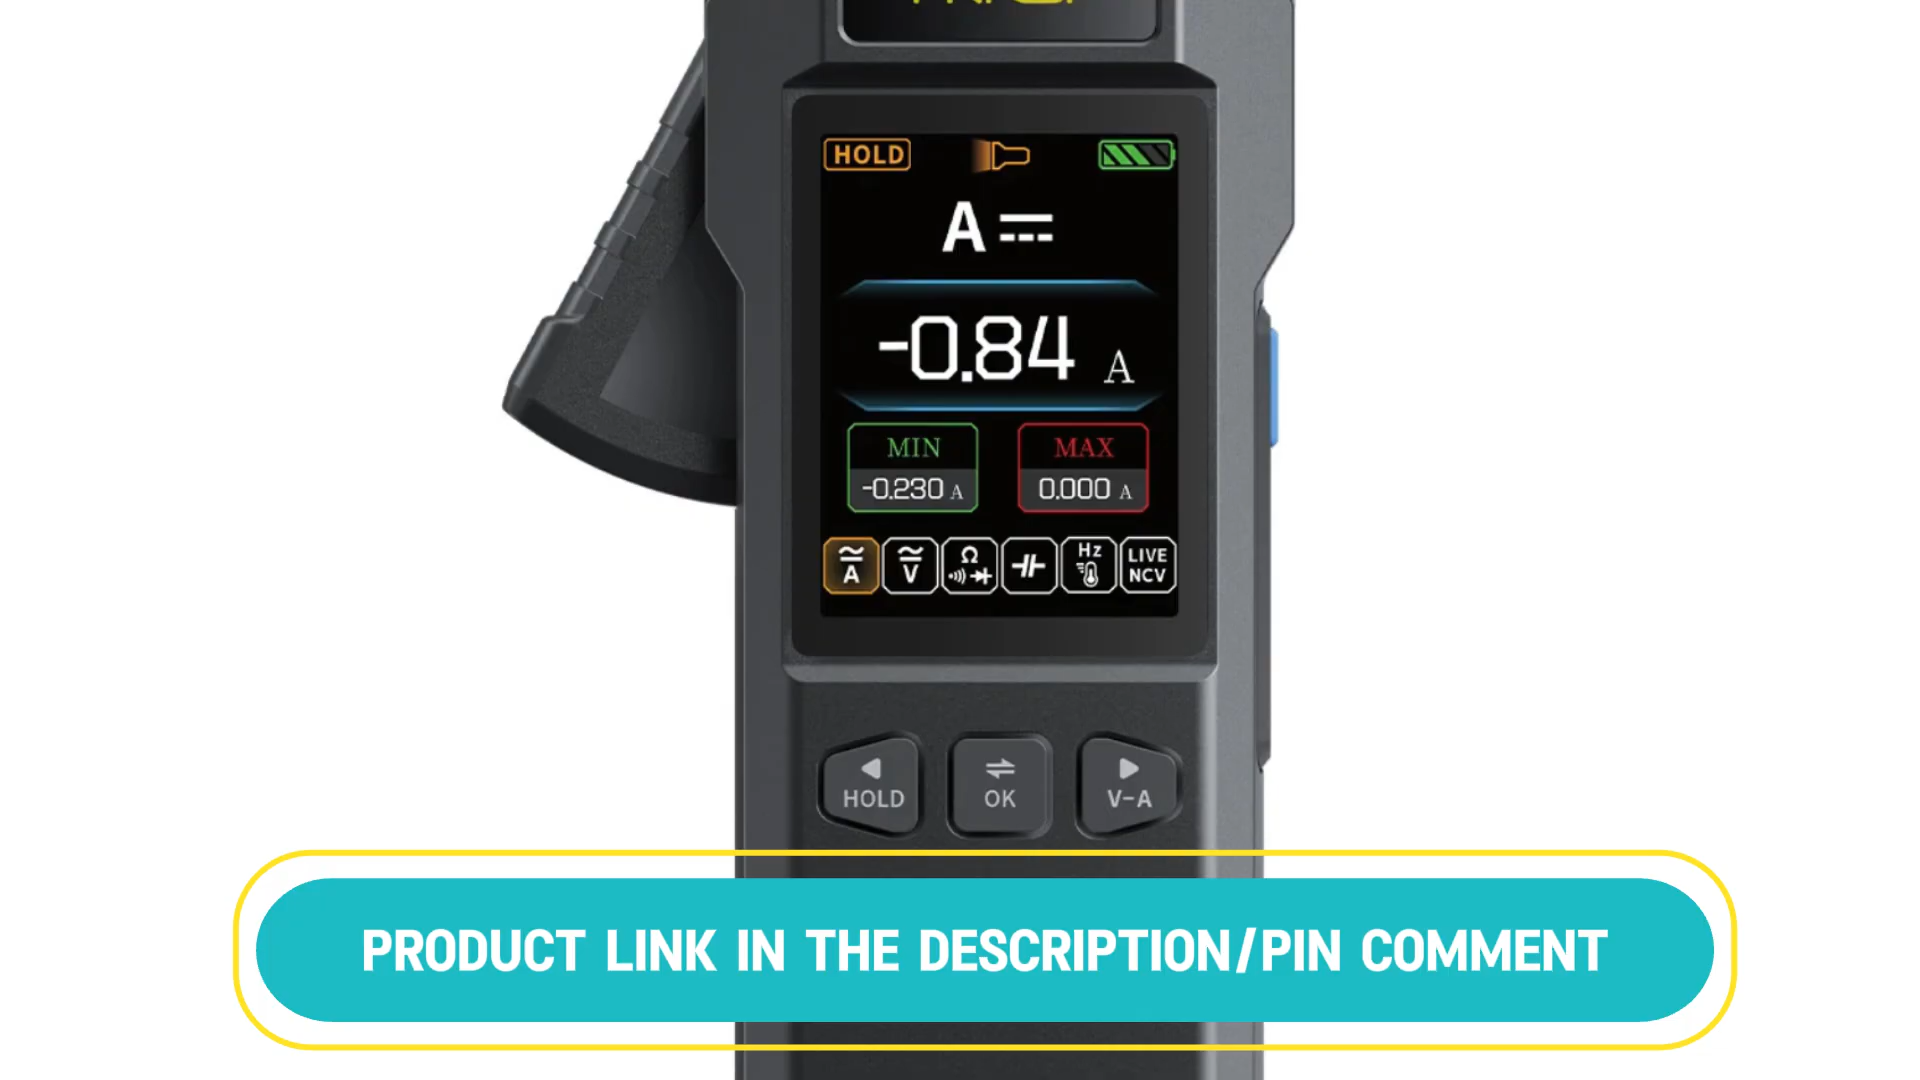 HOLD
A
-0.84 A
MIN
MAX
-0.230 A
0.000 A
A
V
Ω
Hz
LIVE
NCV
HOLD
OK
V-A
PRODUCT LINK IN THE DESCRIPTION/PIN COMMENT